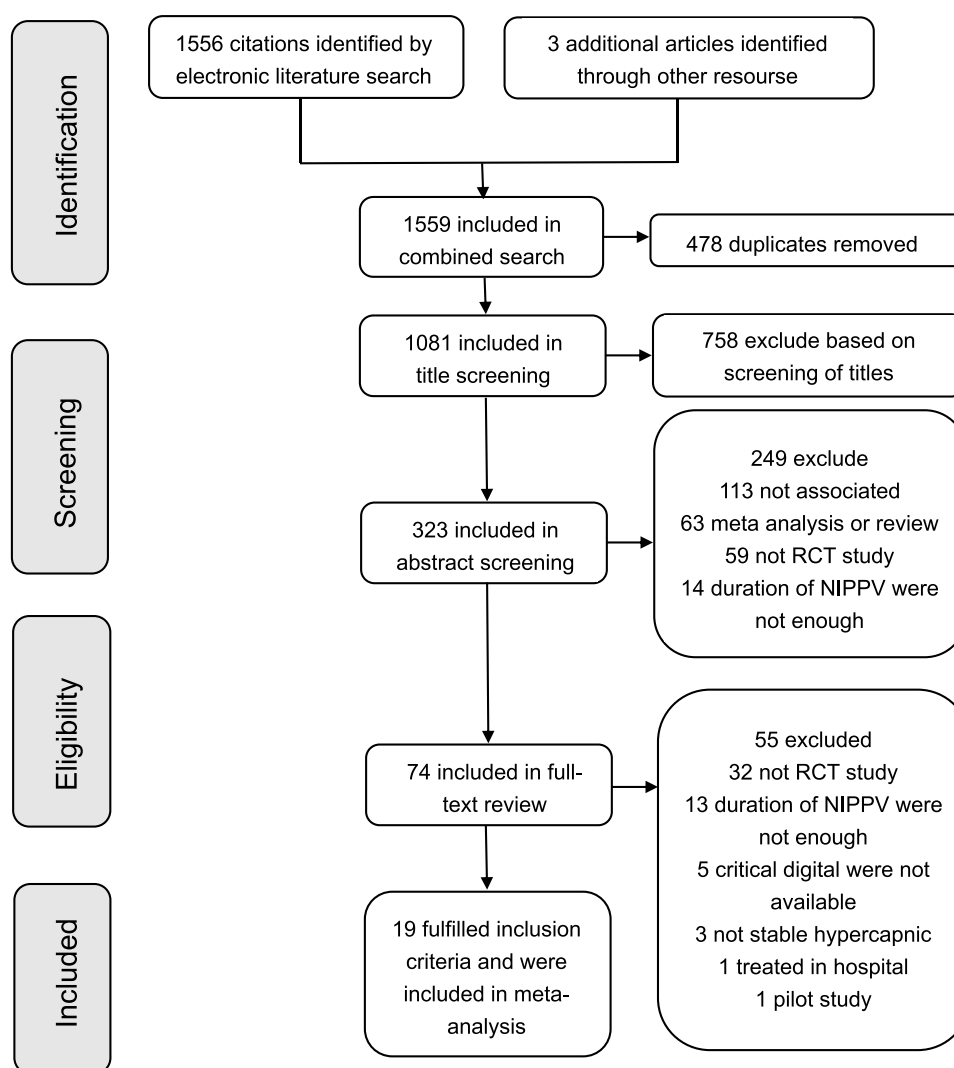 Identification
1556 citations identified by
electronic literature search
3 additional articles identified
through other resourse
1559 included in
combined search
478 duplicates removed
Screening
1081 included in
title screening
758 exclude based on
screening of titles
323 included in
abstract screening
249 exclude
113 not associated
63 meta analysis or review
59 not RCT study
14 duration of NIPPV were
not enough
Eligibility
74 included in full-
text review
55 excluded
32 not RCT study
13 duration of NIPPV were
not enough
5 critical digital were not
available
3 not stable hypercapnic
1 treated in hospital
1 pilot study
Included
19 fulfilled inclusion
criteria and were
included in meta-
analysis